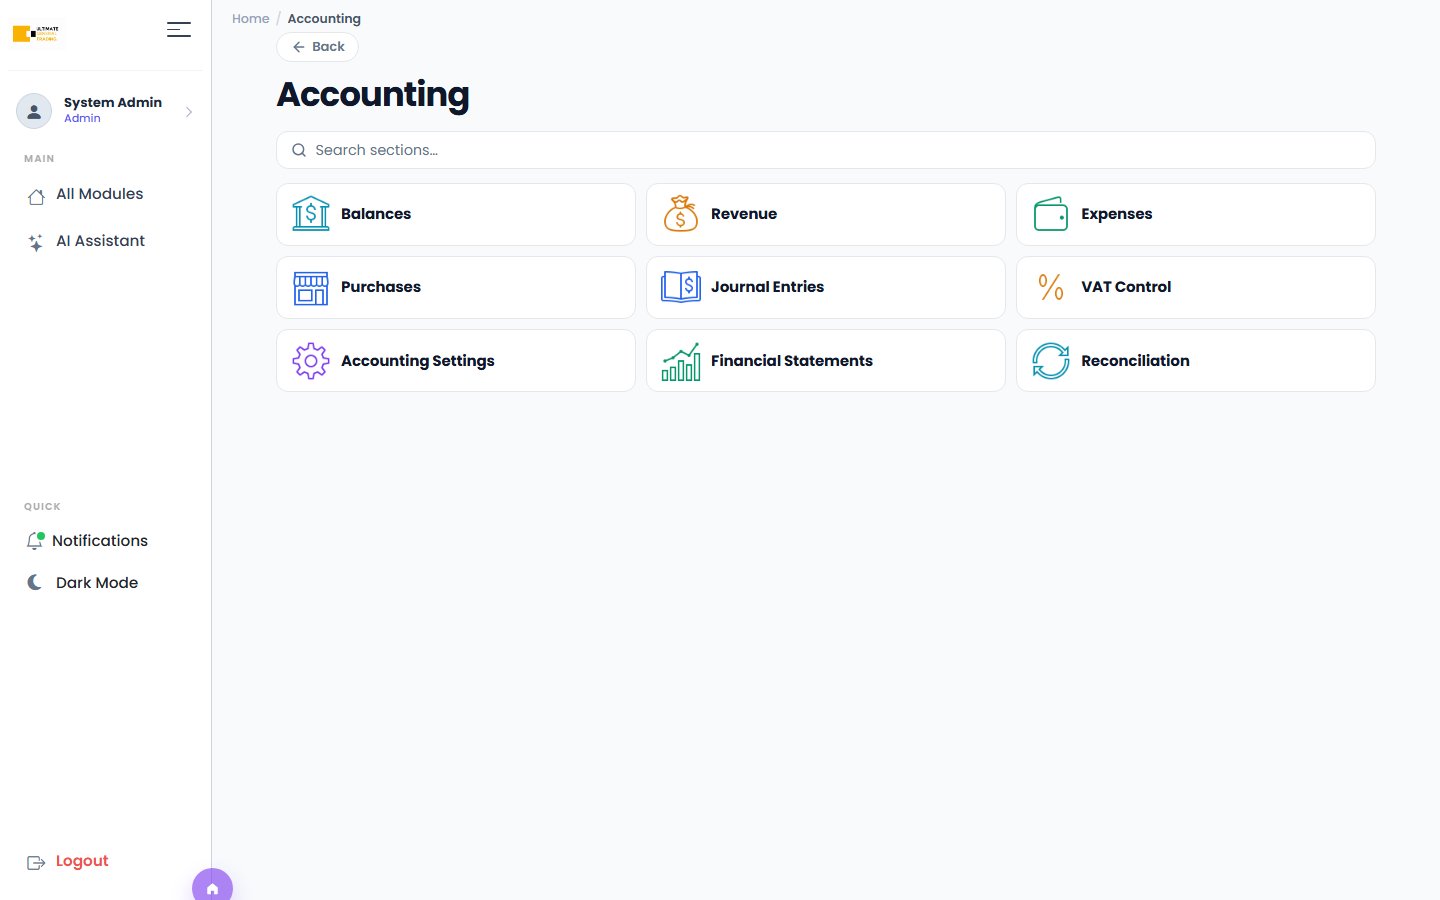 ULTIMATE
Home / Accounting
Back
System Admin
Admin
Accounting
MAIN
Search sections...
All Modules
AI Assistant
Balances
Revenue
Expenses
Purchases
Journal Entries
VAT Control
Accounting Settings
Financial Statements
Reconciliation
QUICK
Notifications
Dark Mode
Logout